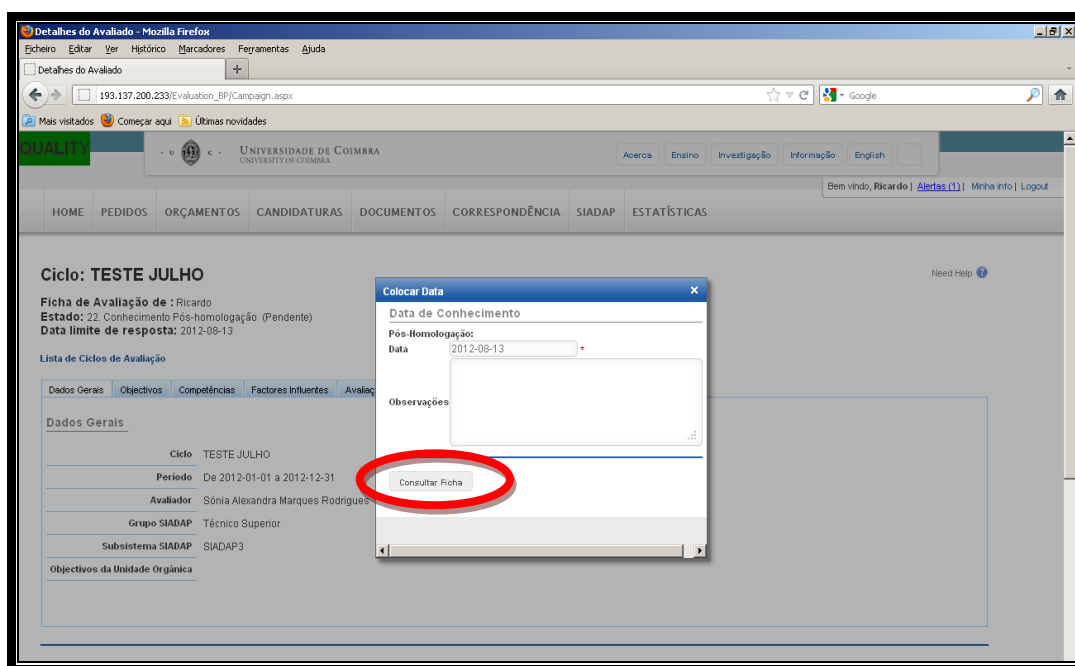 Detalhes do Avaliado - Mozilla Firefox
Ficheiro Editar Ver Histórico Marcadores Ferramentas Ajuda
Detalhes do Avaliado +
193.137.200.233/Evaluation_BP/Campaign.aspx Google
Mais visitados Começar aqui Últimas novidades
QUALITY · U C · UNIVERSIDADE DE COIMBRA
UNIVERSITY OF COIMBRA
Acerca Ensino Investigação Informação English
Bem vindo, Ricardo | Alertas (1) | Minha info | Logout
HOME PEDIDOS ORÇAMENTOS CANDIDATURAS DOCUMENTOS CORRESPONDÊNCIA SIADAP ESTATÍSTICAS
Ciclo: TESTE JULHO
Need Help ?
Ficha de Avaliação de : Ricardo
Estado: 22. Conhecimento Pós-homologação (Pendente)
Data limite de resposta: 2012-08-13
Lista de Ciclos de Avaliação
Dados Gerais Objectivos Competências Factores Influentes Avaliaç
Dados Gerais
Ciclo TESTE JULHO
Período De 2012-01-01 a 2012-12-31
Avaliador Sónia Alexandra Marques Rodrigues
Grupo SIADAP Técnico Superior
Subsistema SIADAP SIADAP3
Objectivos da Unidade Orgânica
Colocar Data ×
Data de Conhecimento
Pós-Homologação:
Data 2012-08-13 *
Observações
Consultar Ficha